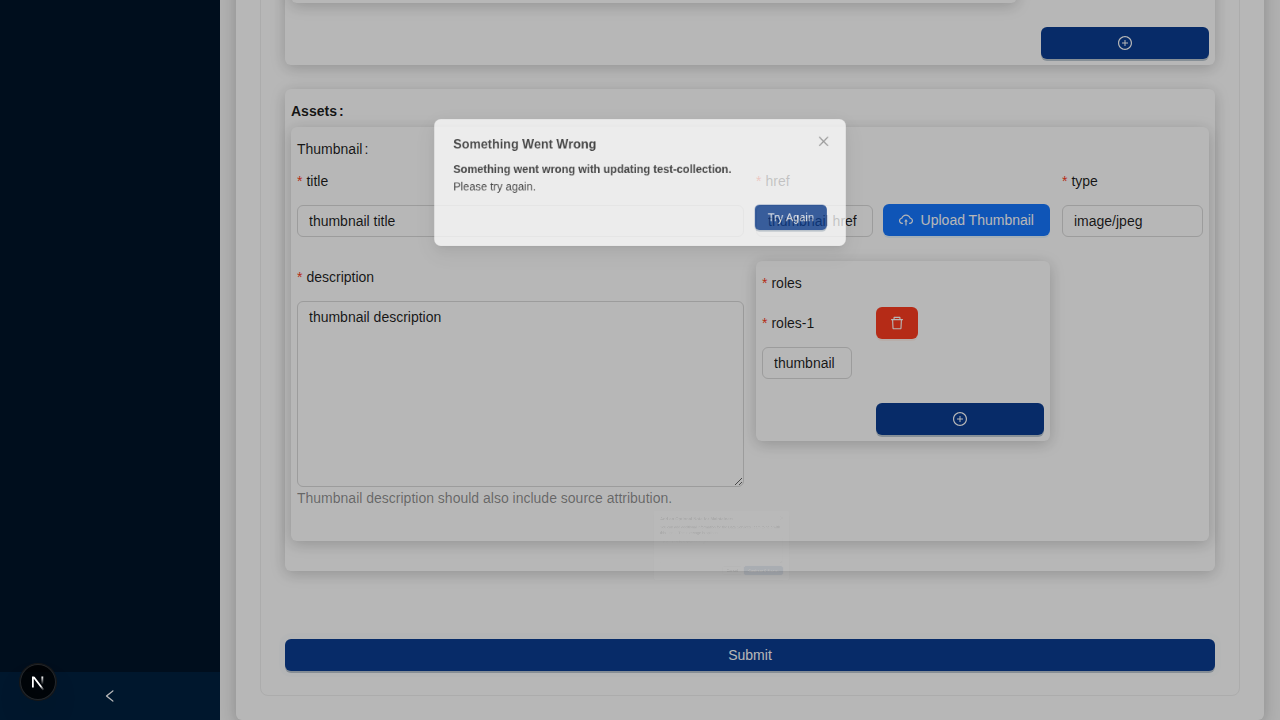 Assets:
Thumbnail:
Something Went Wrong
Something went wrong with updating test-collection.
Please try again.
Try Again
* title
* href
* type
thumbnail title
thumbnail href
Upload Thumbnail
image/jpeg
* description
* roles
thumbnail description
* roles-1
thumbnail
Thumbnail description should also include source attribution.
Submit
N